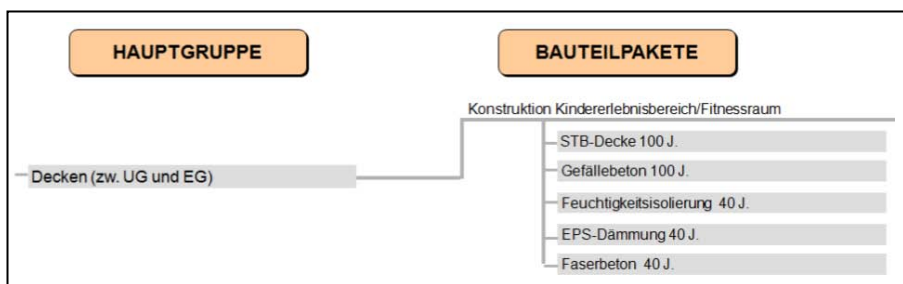 HAUPTGRUPPE
BAUTEILPAKETE
Konstruktion Kindererlebnisbereich/Fitnessraum
Decken (zw. UG und EG)
STB-Decke 100 J.
Gefällebeton 100 J.
Feuchtigkeitsisolierung 40 J.
EPS-Dämmung 40 J.
Faserbeton 40 J.